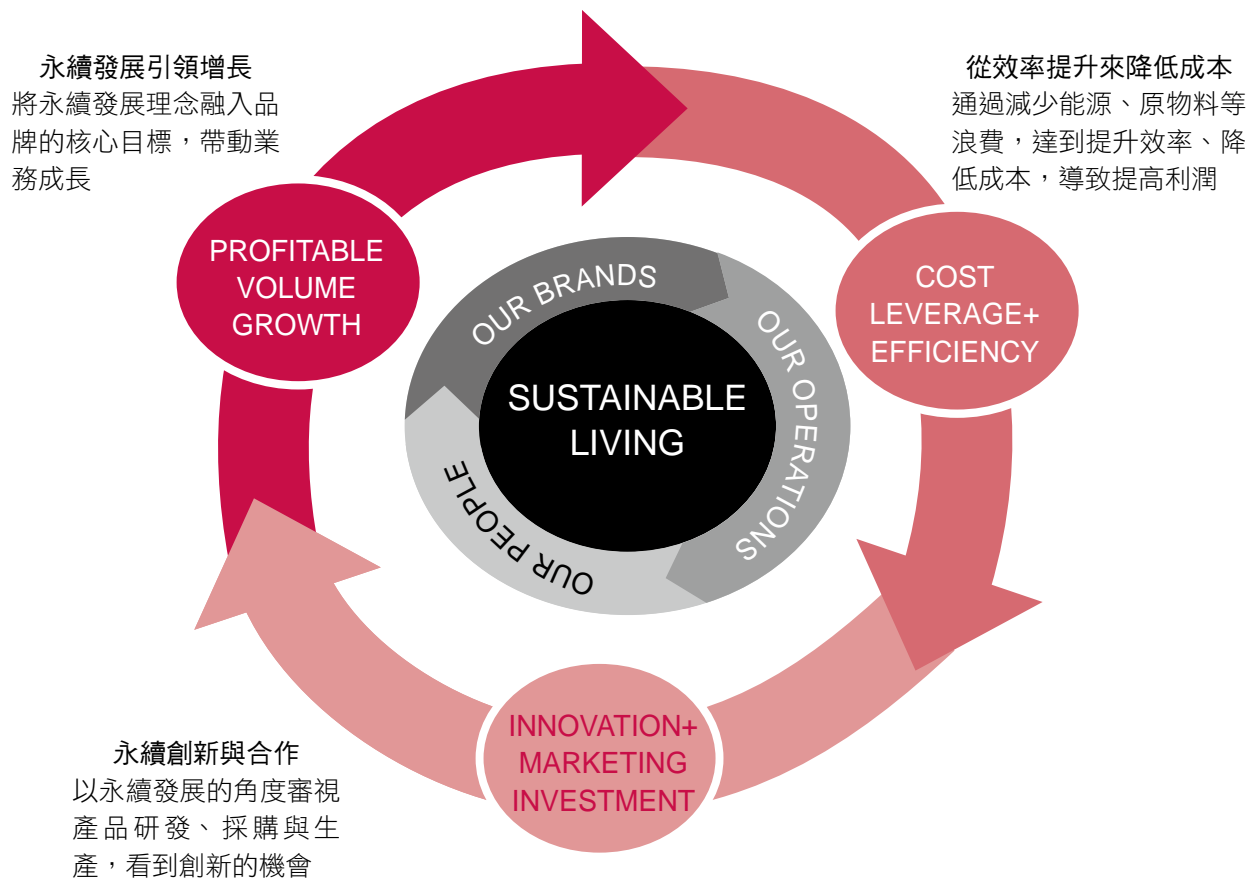 永續發展引領增長
將永續發展理念融入品
牌的核心目標，帶動業
務成長
從效率提升來降低成本
通過減少能源、原物料等
浪費，達到提升效率、降
低成本，導致提高利潤
PROFITABLE
VOLUME
GROWTH
COST
LEVERAGE+
EFFICIENCY
OUR BRANDS
OUR OPERATIONS
OUR PEOPLE
SUSTAINABLE
LIVING
INNOVATION+
MARKETING
INVESTMENT
永續創新與合作
以永續發展的角度審視
產品研發、採購與生
產，看到創新的機會